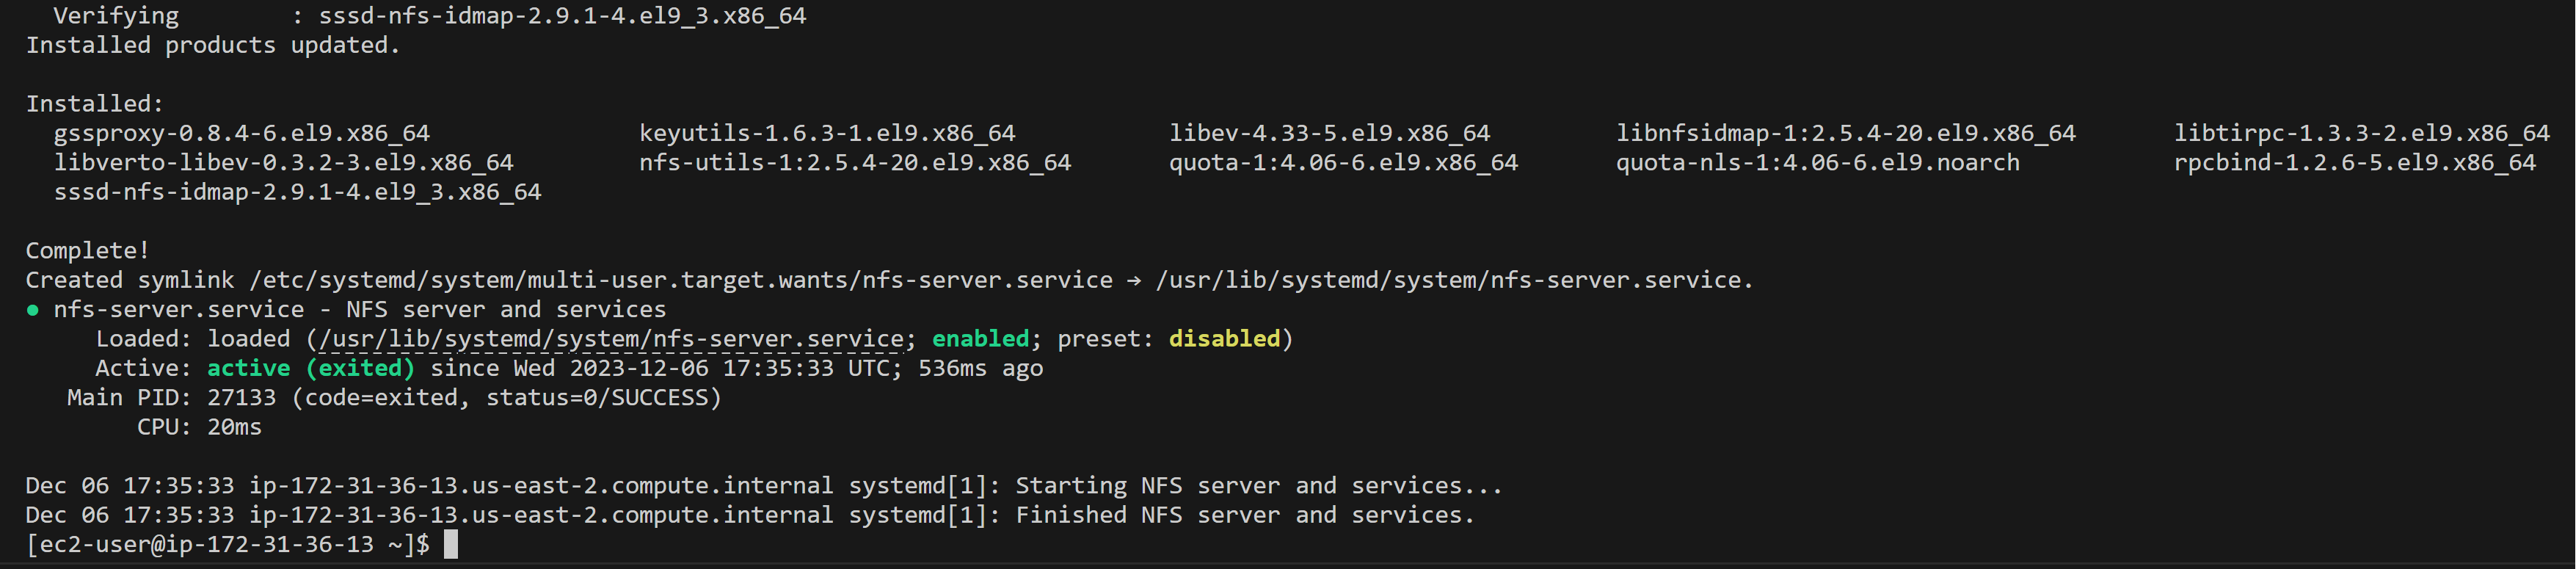 Verifying        : sssd-nfs-idmap-2.9.1-4.el9_3.x86_64
Installed products updated.
Installed:
gssproxy-0.8.4-6.el9.x86_64 keyutils-1.6.3-1.el9.x86_64 libev-4.33-5.el9.x86_64 libnfsidmap-1:2.5.4-20.el9.x86_64 libtirpc-1.3.3-2.el9.x86_64
libverto-libev-0.3.2-3.el9.x86_64 nfs-utils-1:2.5.4-20.el9.x86_64 quota-1:4.06-6.el9.x86_64 quota-nls-1:4.06-6.el9.noarch rpcbind-1.2.6-5.el9.x86_64
sssd-nfs-idmap-2.9.1-4.el9_3.x86_64
Complete!
Created symlink /etc/systemd/system/multi-user.target.wants/nfs-server.service → /usr/lib/systemd/system/nfs-server.service.
● nfs-server.service - NFS server and services
Loaded: loaded (/usr/lib/systemd/system/nfs-server.service; enabled; preset: disabled)
Active: active (exited) since Wed 2023-12-06 17:35:33 UTC; 536ms ago
Main PID: 27133 (code=exited, status=0/SUCCESS)
CPU: 20ms
Dec 06 17:35:33 ip-172-31-36-13.us-east-2.compute.internal systemd[1]: Starting NFS server and services...
Dec 06 17:35:33 ip-172-31-36-13.us-east-2.compute.internal systemd[1]: Finished NFS server and services.
[ec2-user@ip-172-31-36-13 ~]$